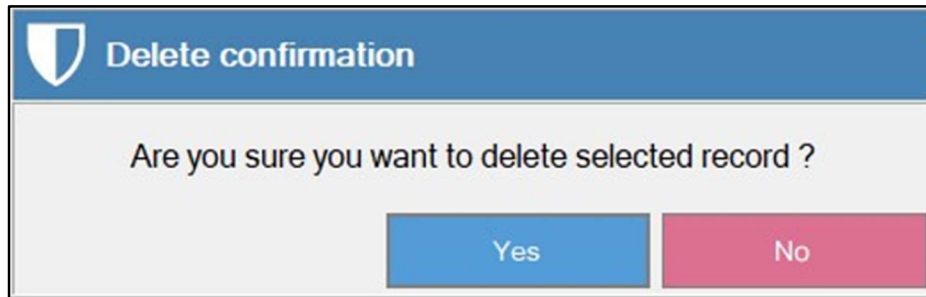 Delete confirmation
Are you sure you want to delete selected record ?
Yes
No